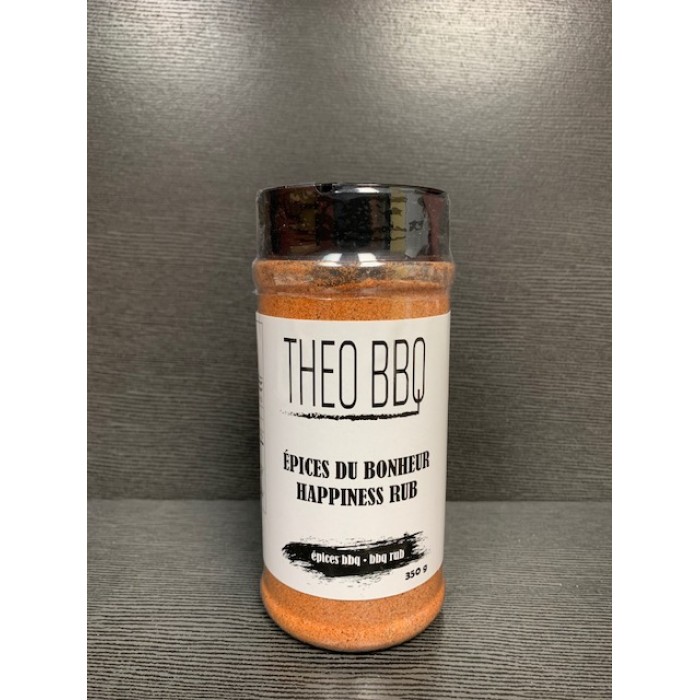 THEO BBQ
ÉPICES DU BONHEUR
HAPPINESS RUB
épices bbq - bbq rub
350 g